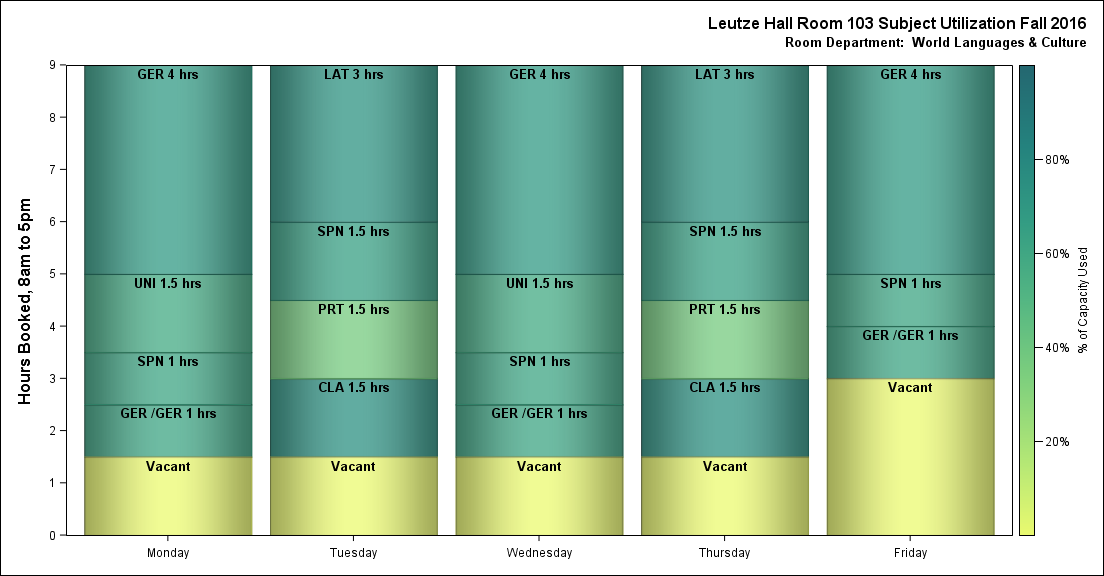 Leutze Hall Room 103 Subject Utilization Fall 2016
Room Department:  World Languages & Culture
Hours Booked, 8am to 5pm
9
8
7
6
5
4
3
2
1
0
GER 4 hrs
UNI 1.5 hrs
SPN 1 hrs
GER /GER 1 hrs
Vacant
LAT 3 hrs
SPN 1.5 hrs
PRT 1.5 hrs
CLA 1.5 hrs
Vacant
GER 4 hrs
UNI 1.5 hrs
SPN 1 hrs
GER /GER 1 hrs
Vacant
LAT 3 hrs
SPN 1.5 hrs
PRT 1.5 hrs
CLA 1.5 hrs
Vacant
GER 4 hrs
SPN 1 hrs
GER /GER 1 hrs
Vacant
Monday
Tuesday
Wednesday
Thursday
Friday
80%
60%
40%
20%
% of Capacity Used